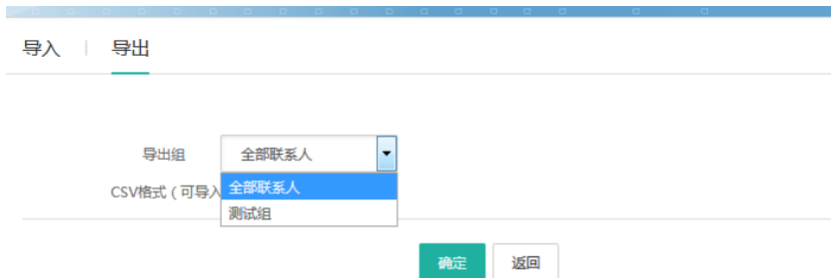 导入 | 导出
导出组 全部联系人
CSV格式（可导入 全部联系人
测试组
确定 返回